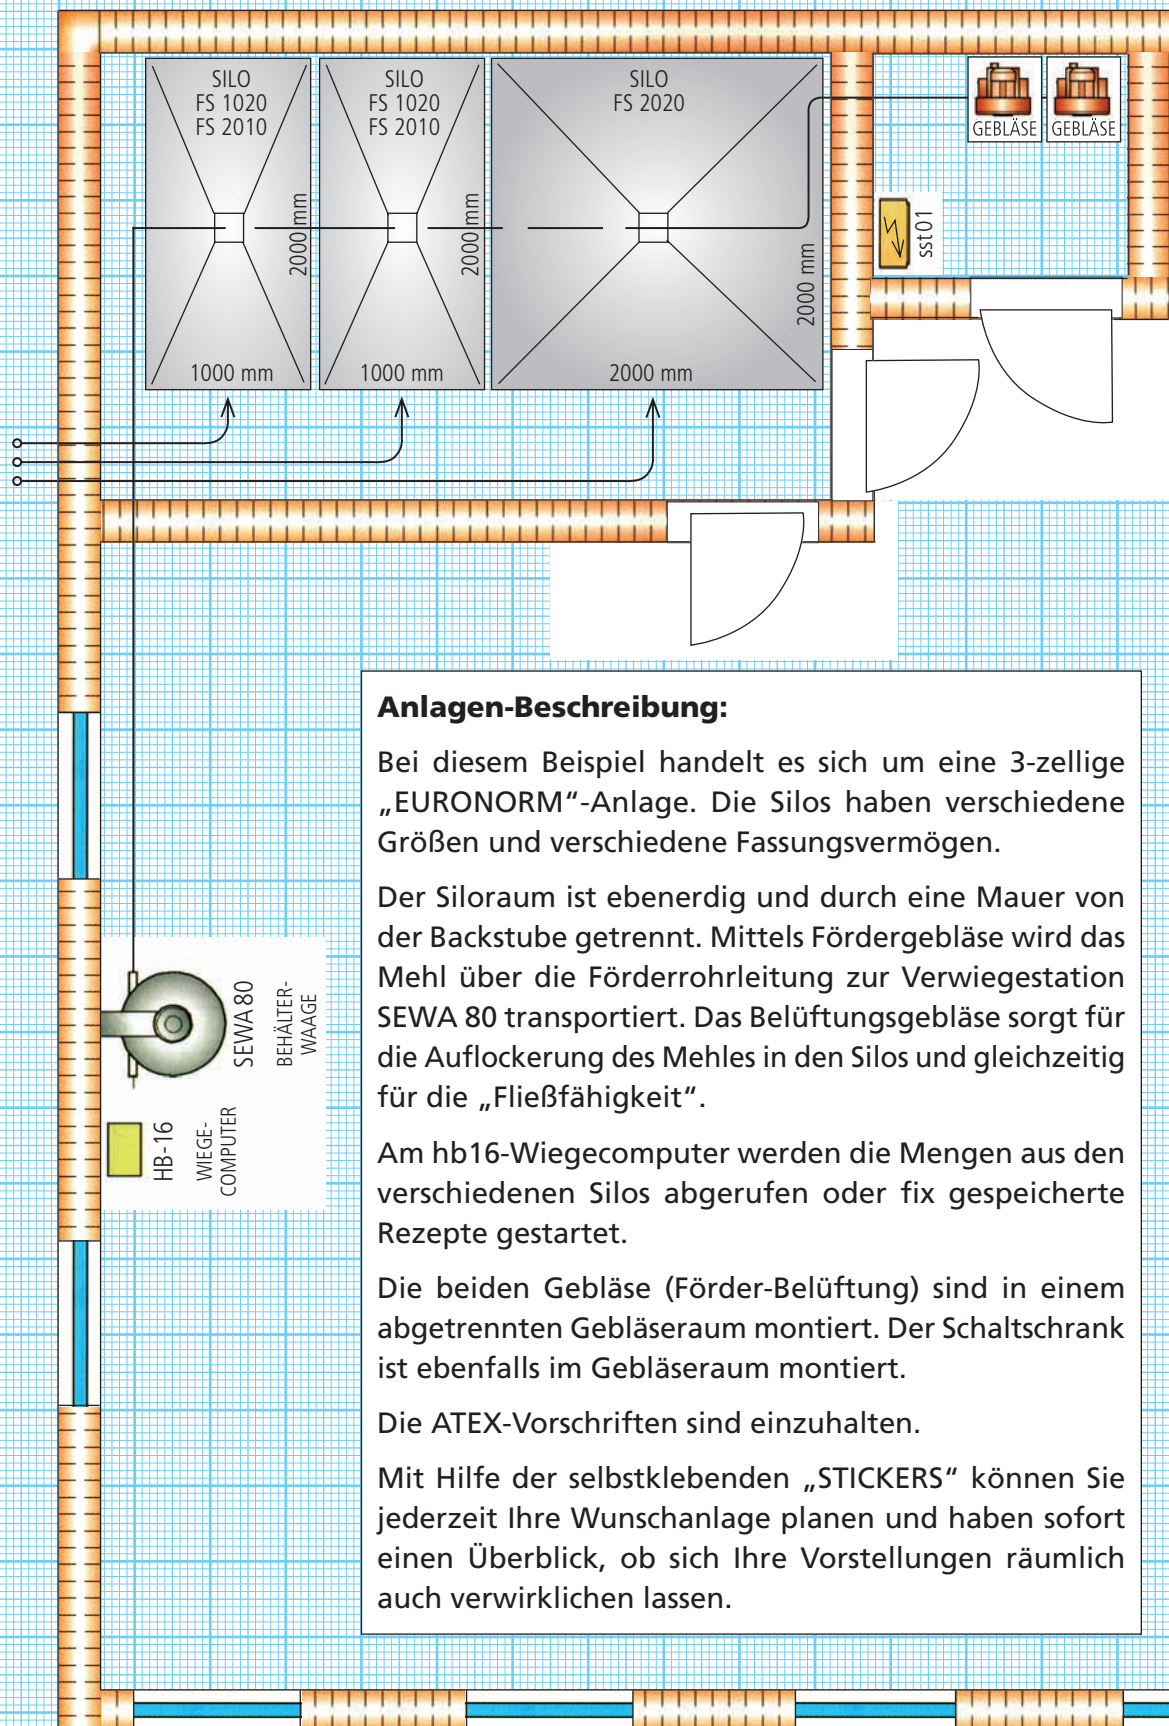 SILO
FS 1020
FS 2010
2000 mm
1000 mm
SILO
FS 1020
FS 2010
2000 mm
1000 mm
SILO
FS 2020
2000 mm
2000 mm
GEBLÄSE
GEBLÄSE
sst01
SEWA 80
BEHÄLTER-
WAAGE
HB-16
WIEGE-
COMPUTER
Anlagen-Beschreibung:
Bei diesem Beispiel handelt es sich um eine 3-zellige
„EURONORM“-Anlage. Die Silos haben verschiedene
Größen und verschiedene Fassungsvermögen.
Der Siloraum ist ebenerdig und durch eine Mauer von
der Backstube getrennt. Mittels Fördergebläse wird das
Mehl über die Förderrohrleitung zur Verwiegestation
SEWA 80 transportiert. Das Belüftungsgebläse sorgt für
die Auflockerung des Mehles in den Silos und gleichzeitig
für die „Fließfähigkeit“.
Am hb16-Wiegecomputer werden die Mengen aus den
verschiedenen Silos abgerufen oder fix gespeicherte
Rezepte gestartet.
Die beiden Gebläse (Förder-Belüftung) sind in einem
abgetrennten Gebläseraum montiert. Der Schaltschrank
ist ebenfalls im Gebläseraum montiert.
Die ATEX-Vorschriften sind einzuhalten.
Mit Hilfe der selbstklebenden „STICKERS“ können Sie
jederzeit Ihre Wunschanlage planen und haben sofort
einen Überblick, ob sich Ihre Vorstellungen räumlich
auch verwirklichen lassen.